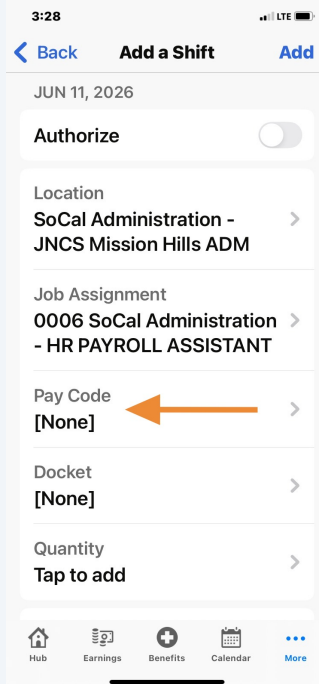 3:28
LTE
Back Add a Shift Add
JUN 11, 2026
Authorize
Location
SoCal Administration -
JNCS Mission Hills ADM
Job Assignment
0006 SoCal Administration
- HR PAYROLL ASSISTANT
Pay Code
[None]
Docket
[None]
Quantity
Tap to add
Hub Earnings Benefits Calendar More